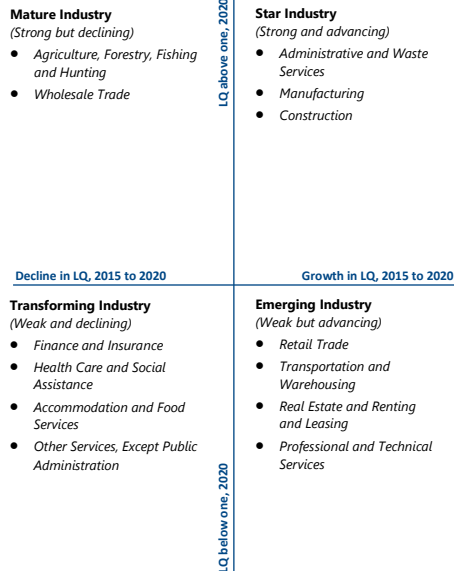 Mature Industry
(Strong but declining)
● Agriculture, Forestry, Fishing
and Hunting
● Wholesale Trade
LQ above one, 2020
Star Industry
(Strong and advancing)
● Administrative and Waste
Services
● Manufacturing
● Construction
Decline in LQ, 2015 to 2020
Growth in LQ, 2015 to 2020
Transforming Industry
(Weak and declining)
● Finance and Insurance
● Health Care and Social
Assistance
● Accommodation and Food
Services
● Other Services, Except Public
Administration
LQ below one, 2020
Emerging Industry
(Weak but advancing)
● Retail Trade
● Transportation and
Warehousing
● Real Estate and Renting
and Leasing
● Professional and Technical
Services